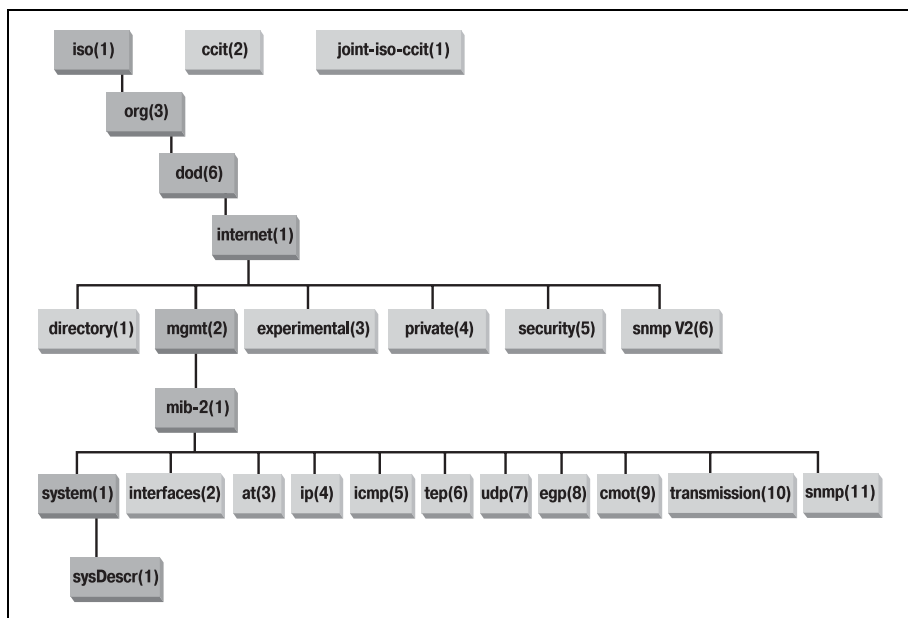 iso(1) ccit(2) joint-iso-ccit(1)
org(3)
dod(6)
internet(1)
directory(1) mgmt(2) experimental(3) private(4) security(5) snmp V2(6)
mib-2(1)
system(1) interfaces(2) at(3) ip(4) icmp(5) tep(6) udp(7) egp(8) cmot(9) transmission(10) snmp(11)
sysDescr(1)